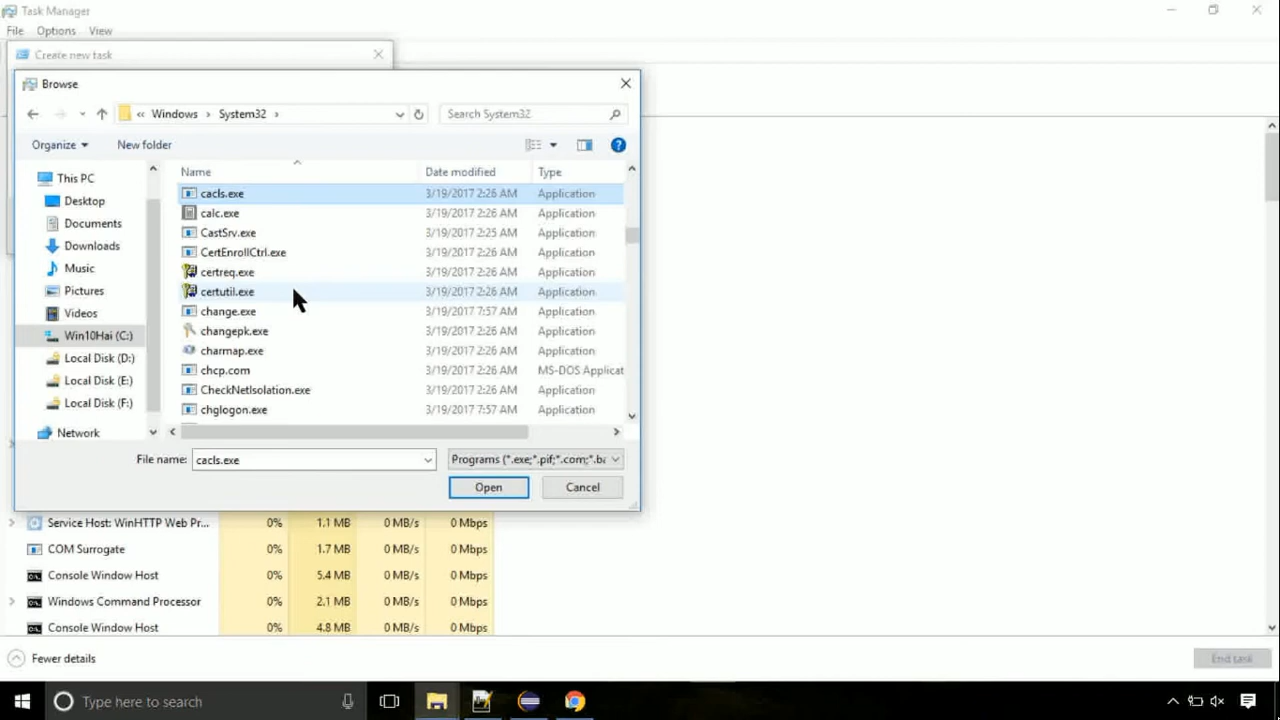 Task Manager
File Options View
Create new task
Browse
« Windows › System32 ›
Search System32
Organize
New folder
Name Date modified Type
This PC
Desktop
Documents
Downloads
Music
Pictures
Videos
Win10Hai (C:)
Local Disk (D:)
Local Disk (E:)
Local Disk (F:)
Network
cacls.exe 3/19/2017 2:26 AM Application
calc.exe 3/19/2017 2:26 AM Application
CastSrv.exe 3/19/2017 2:25 AM Application
CertEnrollCtrl.exe 3/19/2017 2:26 AM Application
certreq.exe 3/19/2017 2:26 AM Application
certutil.exe 3/19/2017 2:26 AM Application
change.exe 3/19/2017 7:57 AM Application
changepk.exe 3/19/2017 2:26 AM Application
charmap.exe 3/19/2017 2:26 AM Application
chcp.com 3/19/2017 2:26 AM MS-DOS Applicat
CheckNetIsolation.exe 3/19/2017 2:26 AM Application
chglogon.exe 3/19/2017 7:57 AM Application
File name: cacls.exe
Programs (*.exe;*.pif;*.com;*.ba
Open Cancel
Service Host: WinHTTP Web Pr... 0% 1.1 MB 0 MB/s 0 Mbps
COM Surrogate 0% 1.7 MB 0 MB/s 0 Mbps
Console Window Host 0% 5.4 MB 0 MB/s 0 Mbps
Windows Command Processor 0% 2.1 MB 0 MB/s 0 Mbps
Console Window Host 0% 4.8 MB 0 MB/s 0 Mbps
Fewer details
End task
Type here to search